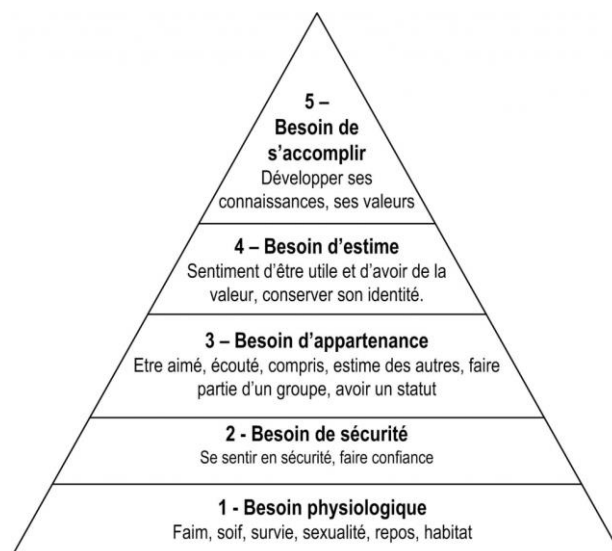 5 –
Besoin de
s’accomplir
Développer ses
connaissances, ses valeurs
4 – Besoin d’estime
Sentiment d’être utile et d’avoir de la
valeur, conserver son identité.
3 – Besoin d’appartenance
Etre aimé, écouté, compris, estime des autres, faire
partie d’un groupe, avoir un statut
2 - Besoin de sécurité
Se sentir en sécurité, faire confiance
1 - Besoin physiologique
Faim, soif, survie, sexualité, repos, habitat